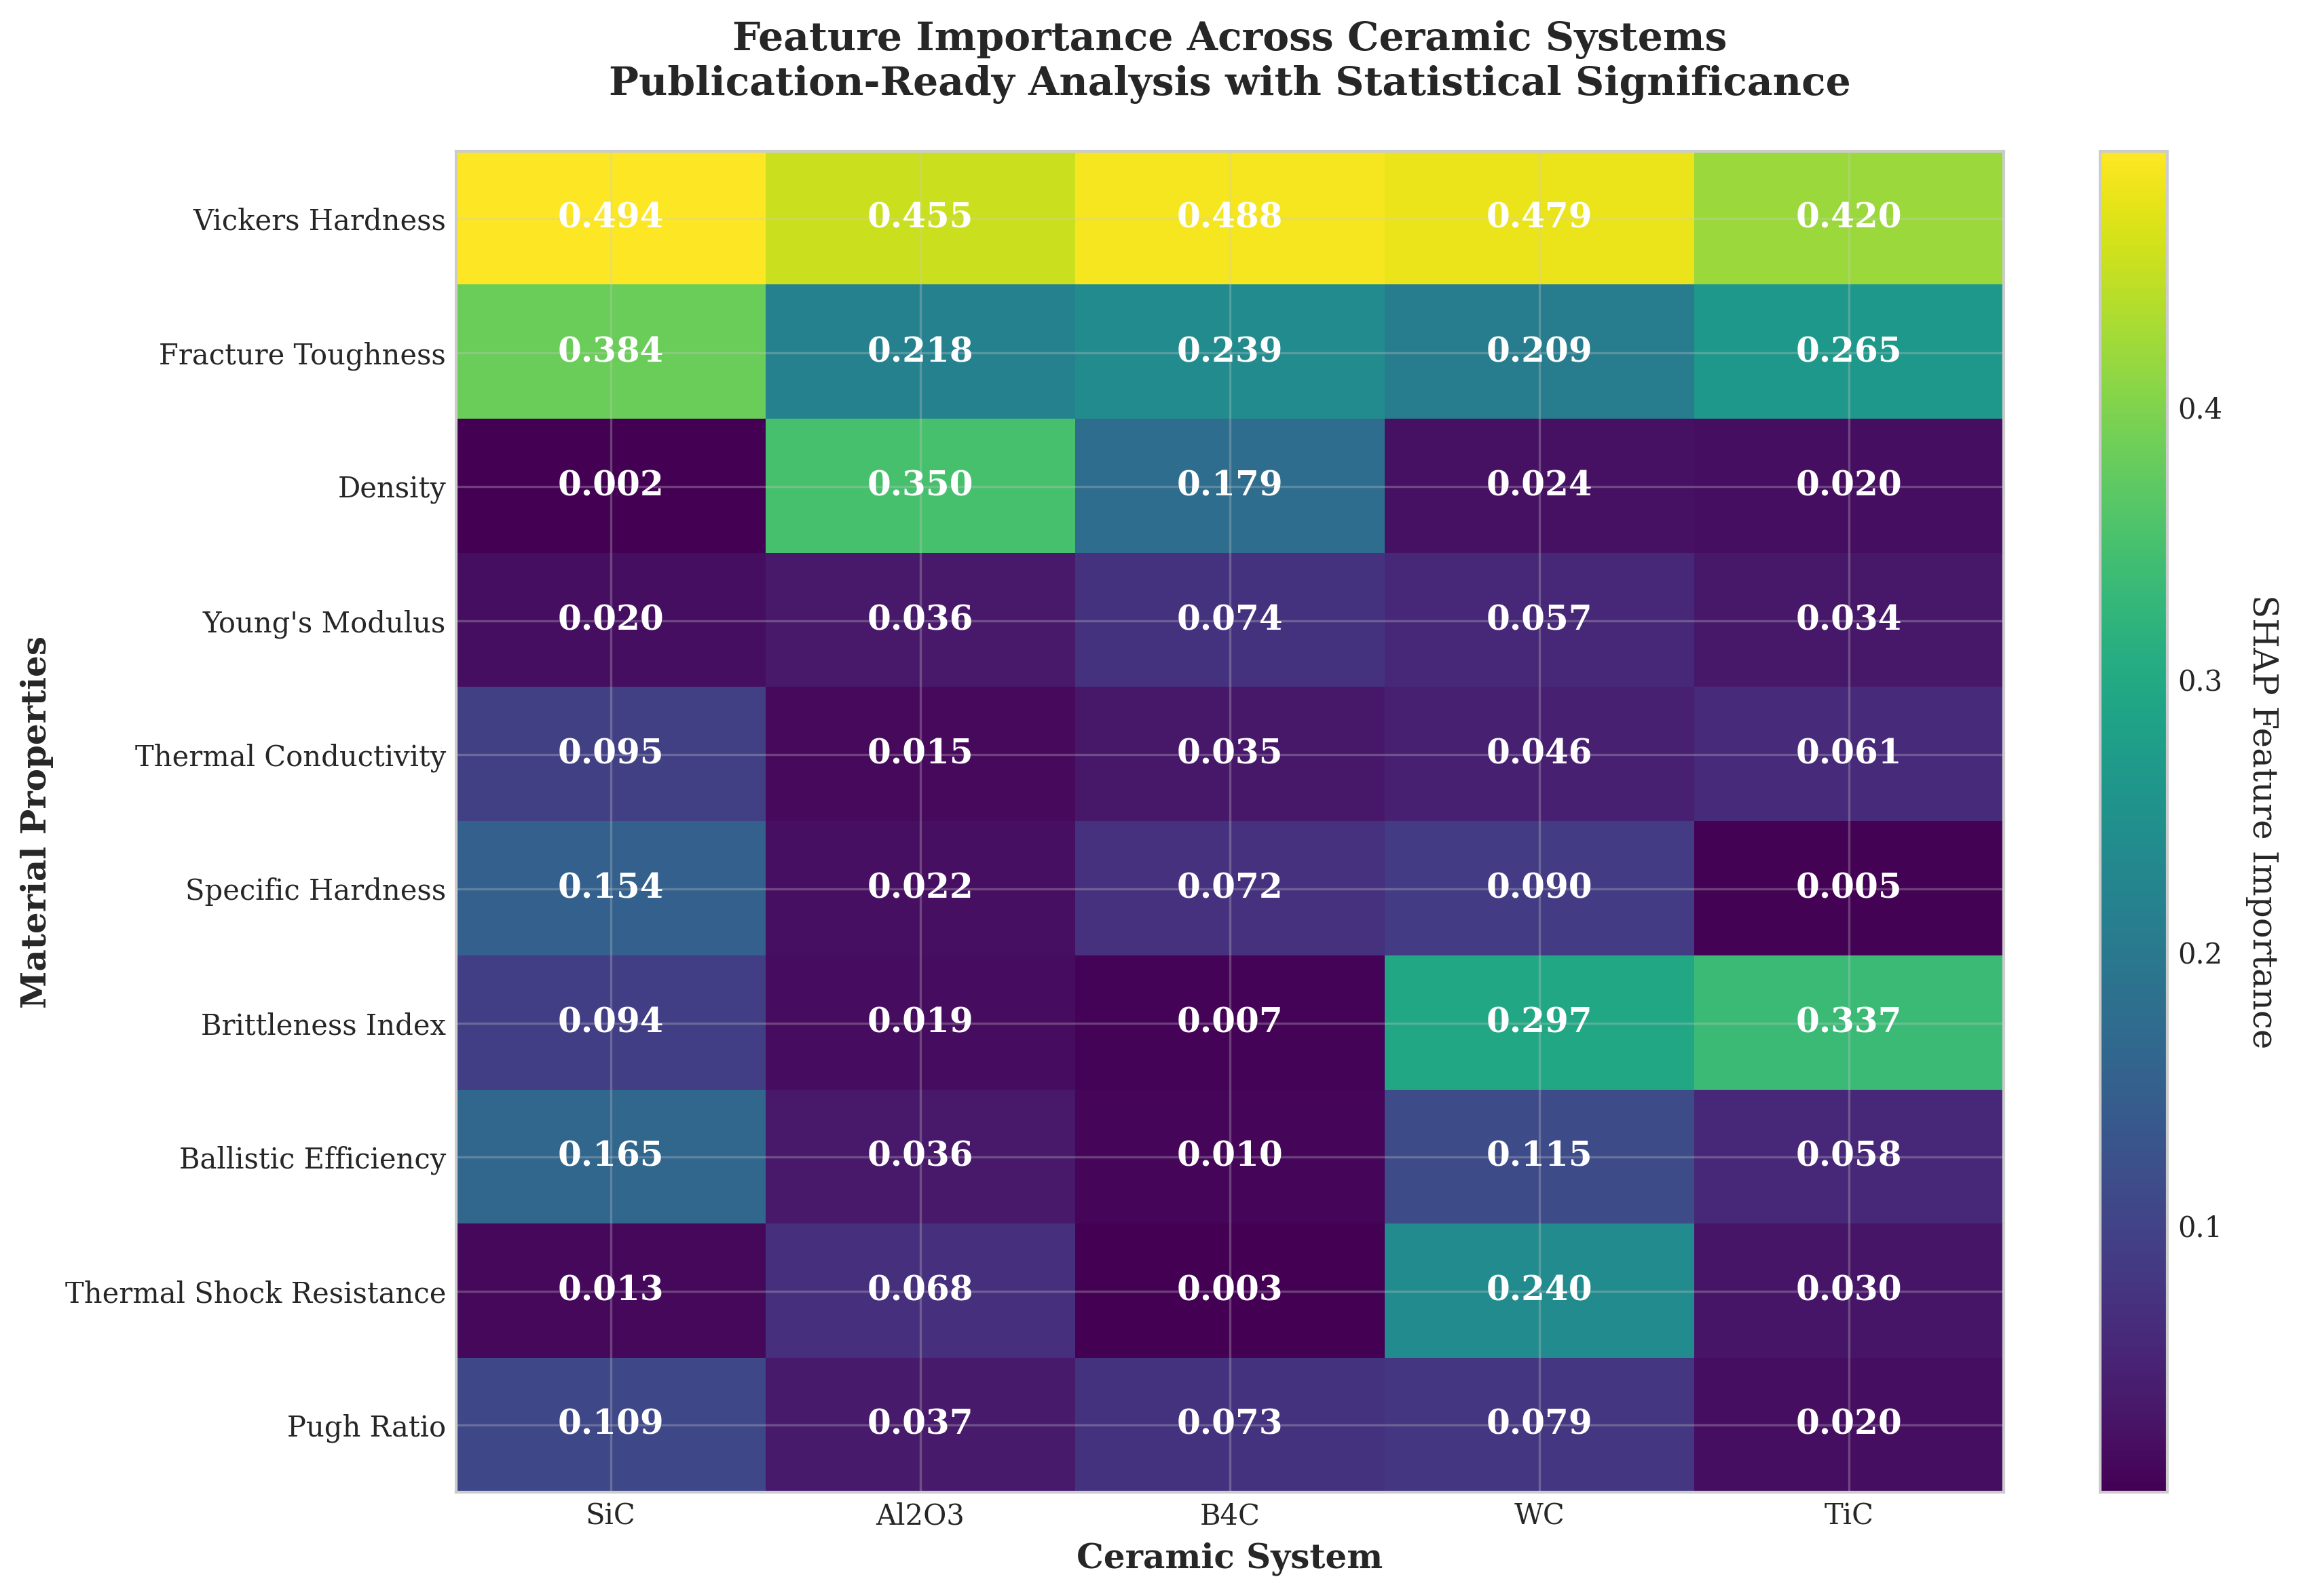 Feature Importance Across Ceramic Systems
Publication-Ready Analysis with Statistical Significance
Material Properties
Vickers Hardness 0.494 0.455 0.488 0.479 0.420
Fracture Toughness 0.384 0.218 0.239 0.209 0.265
Density 0.002 0.350 0.179 0.024 0.020
Young's Modulus 0.020 0.036 0.074 0.057 0.034
Thermal Conductivity 0.095 0.015 0.035 0.046 0.061
Specific Hardness 0.154 0.022 0.072 0.090 0.005
Brittleness Index 0.094 0.019 0.007 0.297 0.337
Ballistic Efficiency 0.165 0.036 0.010 0.115 0.058
Thermal Shock Resistance 0.013 0.068 0.003 0.240 0.030
Pugh Ratio 0.109 0.037 0.073 0.079 0.020
SiC Al2O3 B4C WC TiC
Ceramic System
0.4
0.3
0.2
0.1
SHAP Feature Importance